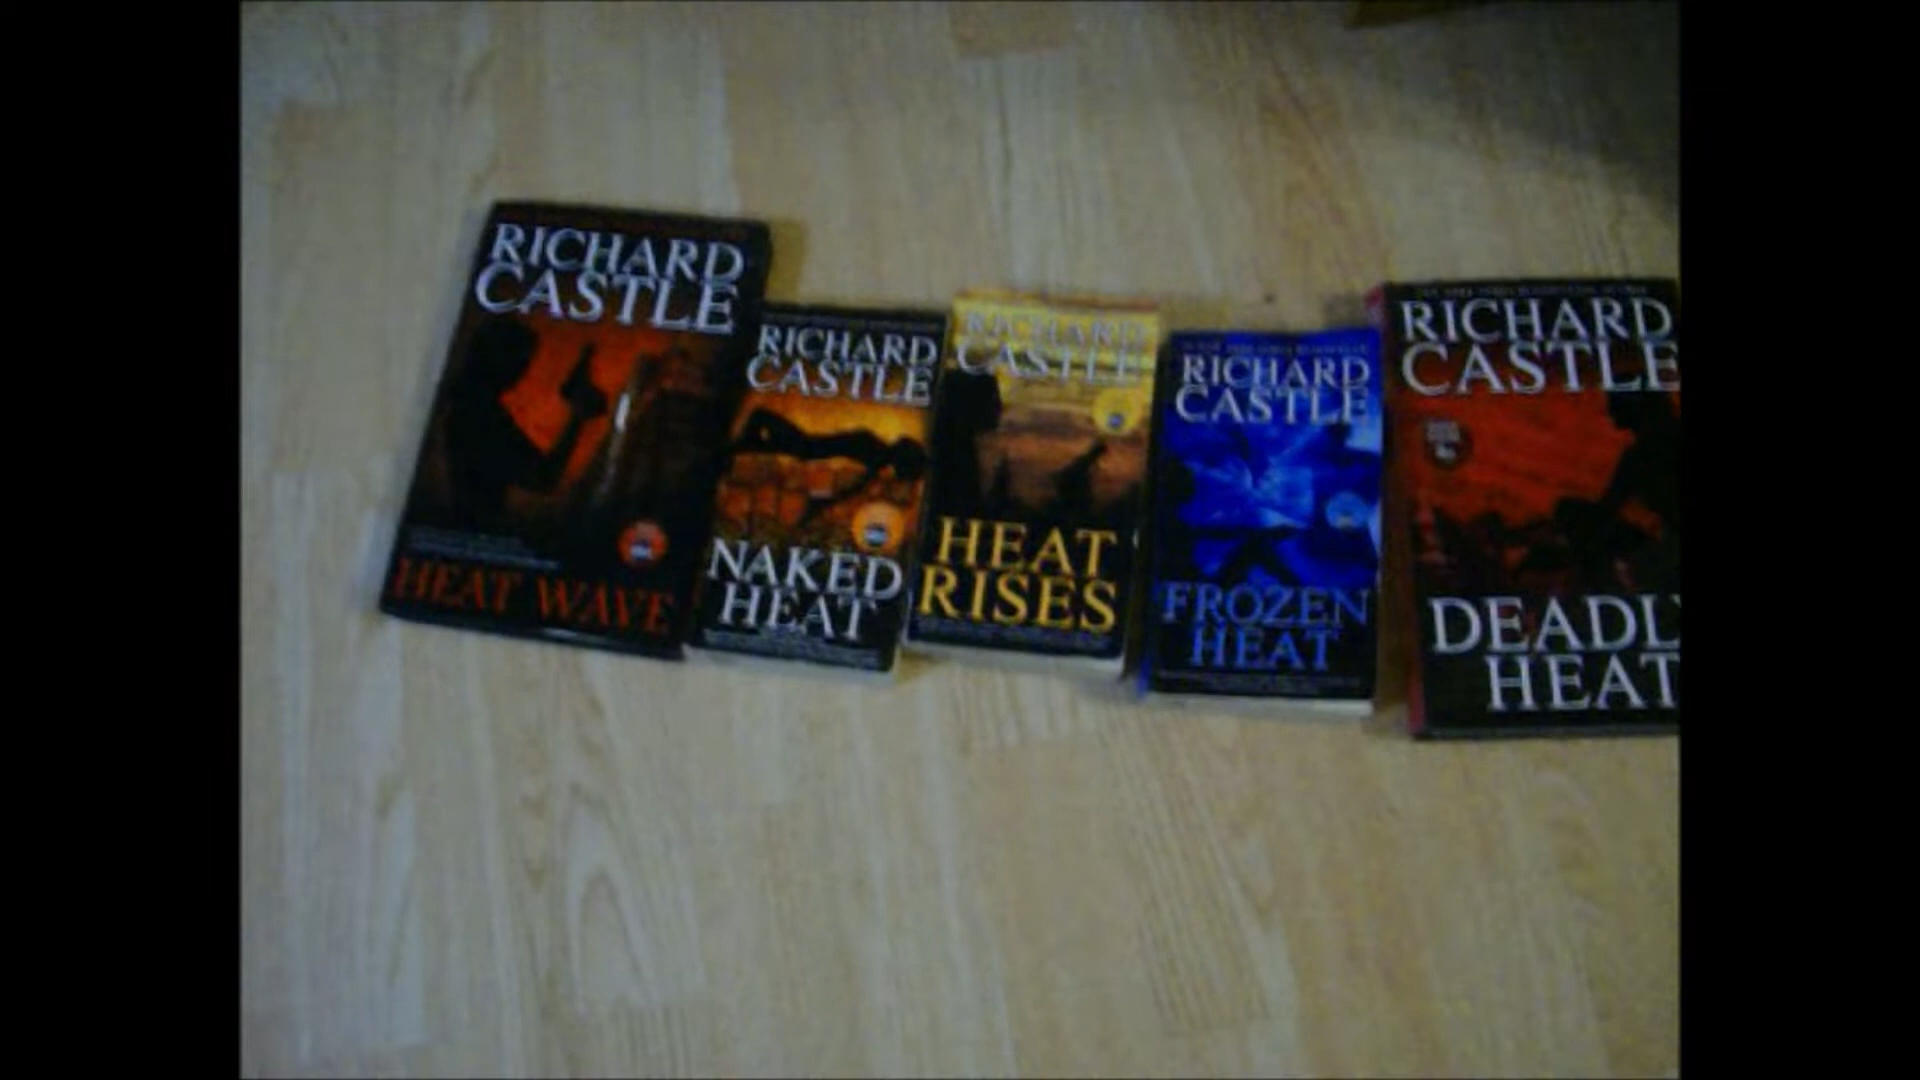 RICHARD
CASTLE
HEAT WAVE
RICHARD
CASTLE
NAKED
HEAT
RICHARD
CASTLE
HEAT
RISES
RICHARD
CASTLE
FROZEN
HEAT
RICHARD
CASTLE
DEADLY
HEAT